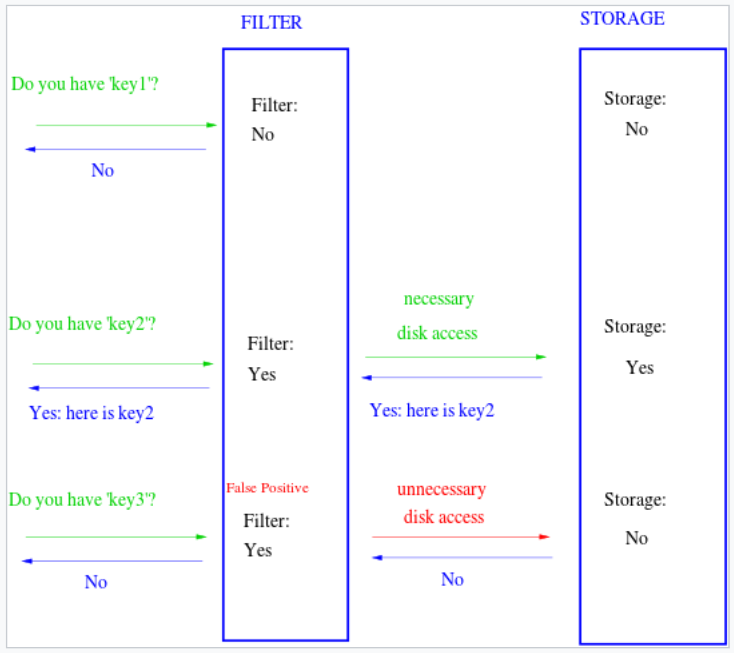 FILTER
STORAGE
Do you have 'key1'?
Filter:
No
No
Storage:
No
Do you have 'key2'?
Filter:
Yes
Yes: here is key2
necessary
disk access
Yes: here is key2
Storage:
Yes
Do you have 'key3'?
False Positive
Filter:
Yes
No
unnecessary
disk access
No
Storage:
No